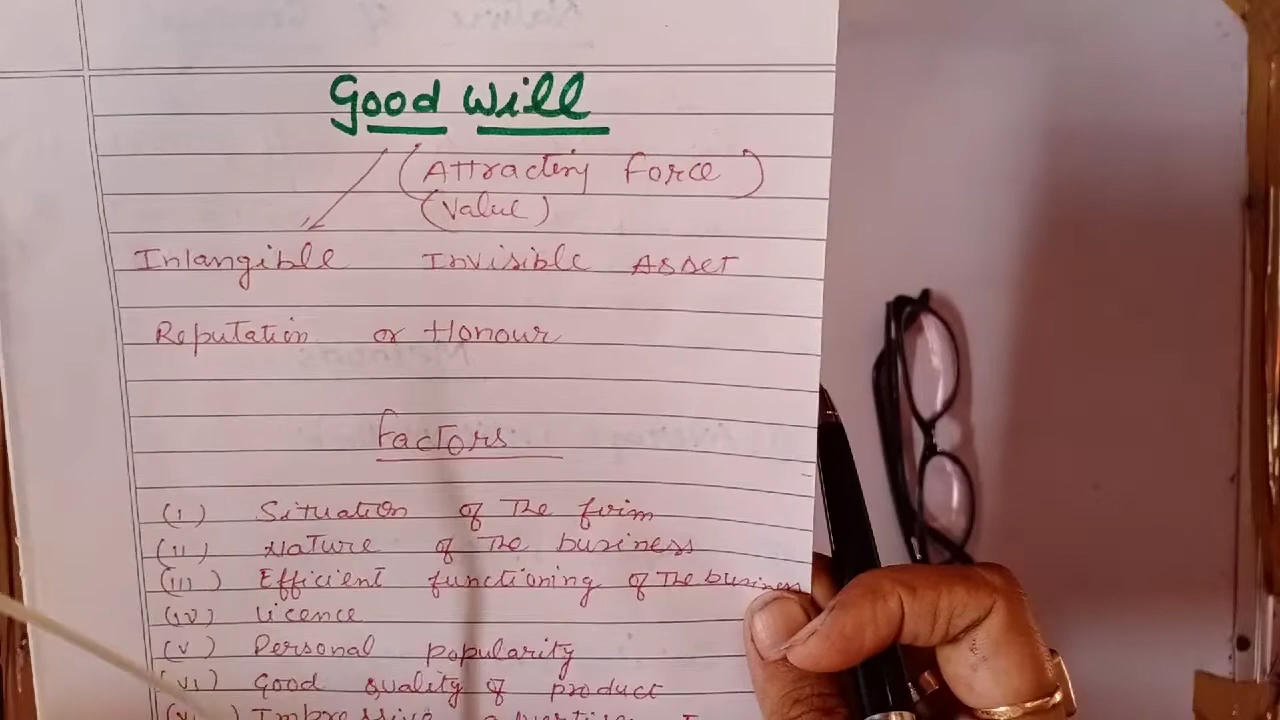 Good Will
(Attracting Force)
(Value)
Intangible Invisible Asset
Reputation or Honour
Factors
(i) Situation of The firm
(ii) Nature of The business
(iii) Efficient functioning of The business
(iv) Licence
(v) Personal popularity
(vi) Good quality of product
Impressive